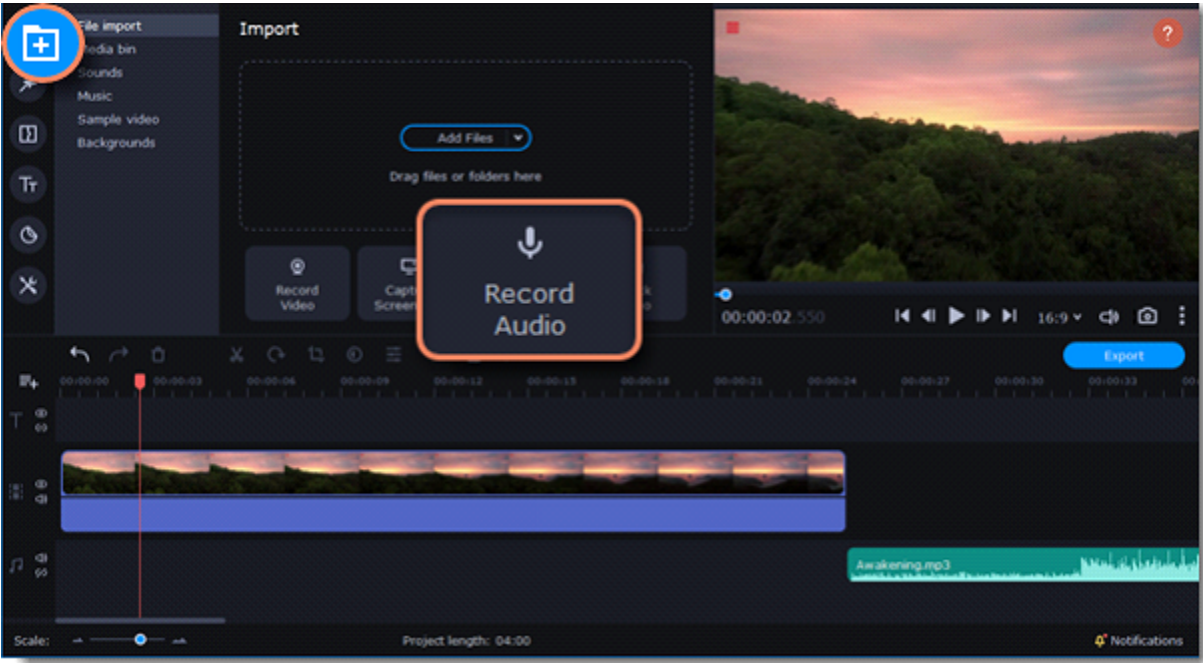 File import
Media bin
Sounds
Music
Sample video
Backgrounds
Import
Add Files
Drag files or folders here
Record
Video
Record
Audio
?
00:00:02.550
16:9
Export
00:00:00 00:00:03 00:00:06 00:00:09 00:00:12 00:00:15 00:00:18 00:00:21 00:00:24 00:00:27 00:00:30 00:00:33
Awakening.mp3
Scale:
Project length: 04:00
Notifications